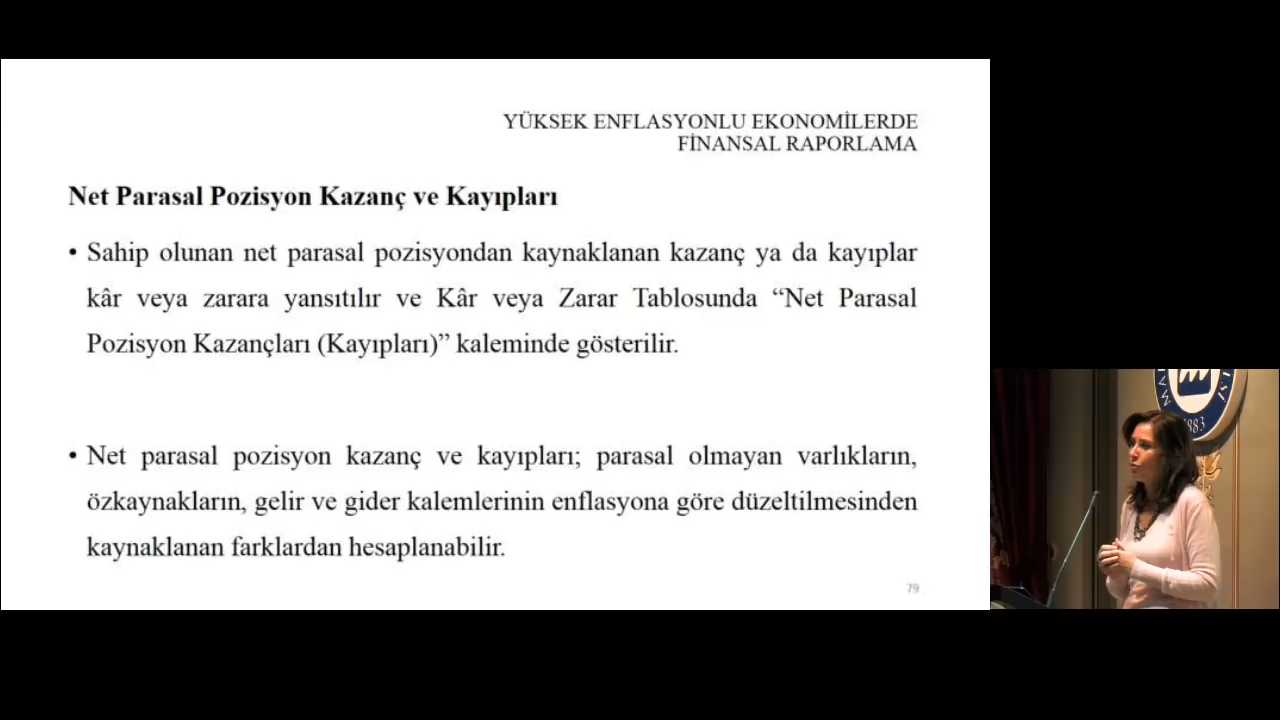 YÜKSEK ENFLASYONLU EKONOMİLERDE
FİNANSAL RAPORLAMA
Net Parasal Pozisyon Kazanç ve Kayıpları
• Sahip olunan net parasal pozisyondan kaynaklanan kazanç ya da kayıplar
kâr veya zarara yansıtılır ve Kâr veya Zarar Tablosunda “Net Parasal
Pozisyon Kazançları (Kayıpları)” kaleminde gösterilir.
• Net parasal pozisyon kazanç ve kayıpları; parasal olmayan varlıkların,
özkaynakların, gelir ve gider kalemlerinin enflasyona göre düzeltilmesinden
kaynaklanan farklardan hesaplanabilir.
79